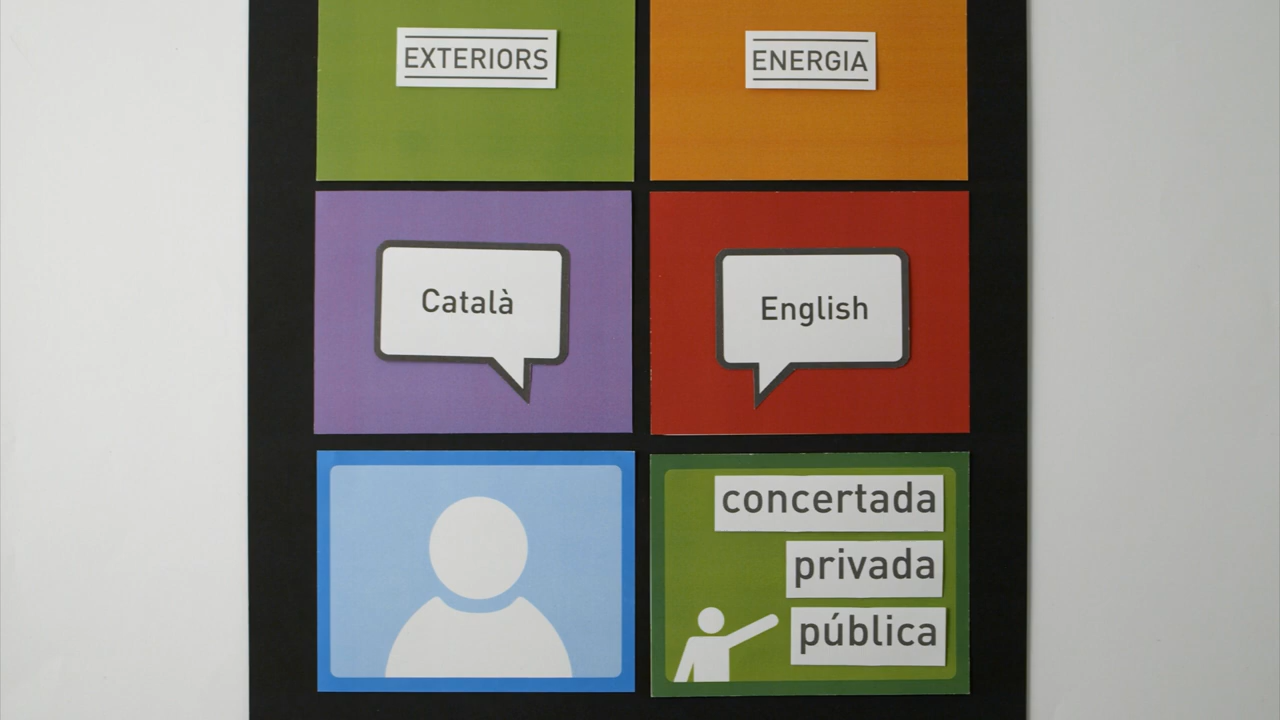 EXTERIORS
ENERGIA
Català
English
concertada
privada
pública